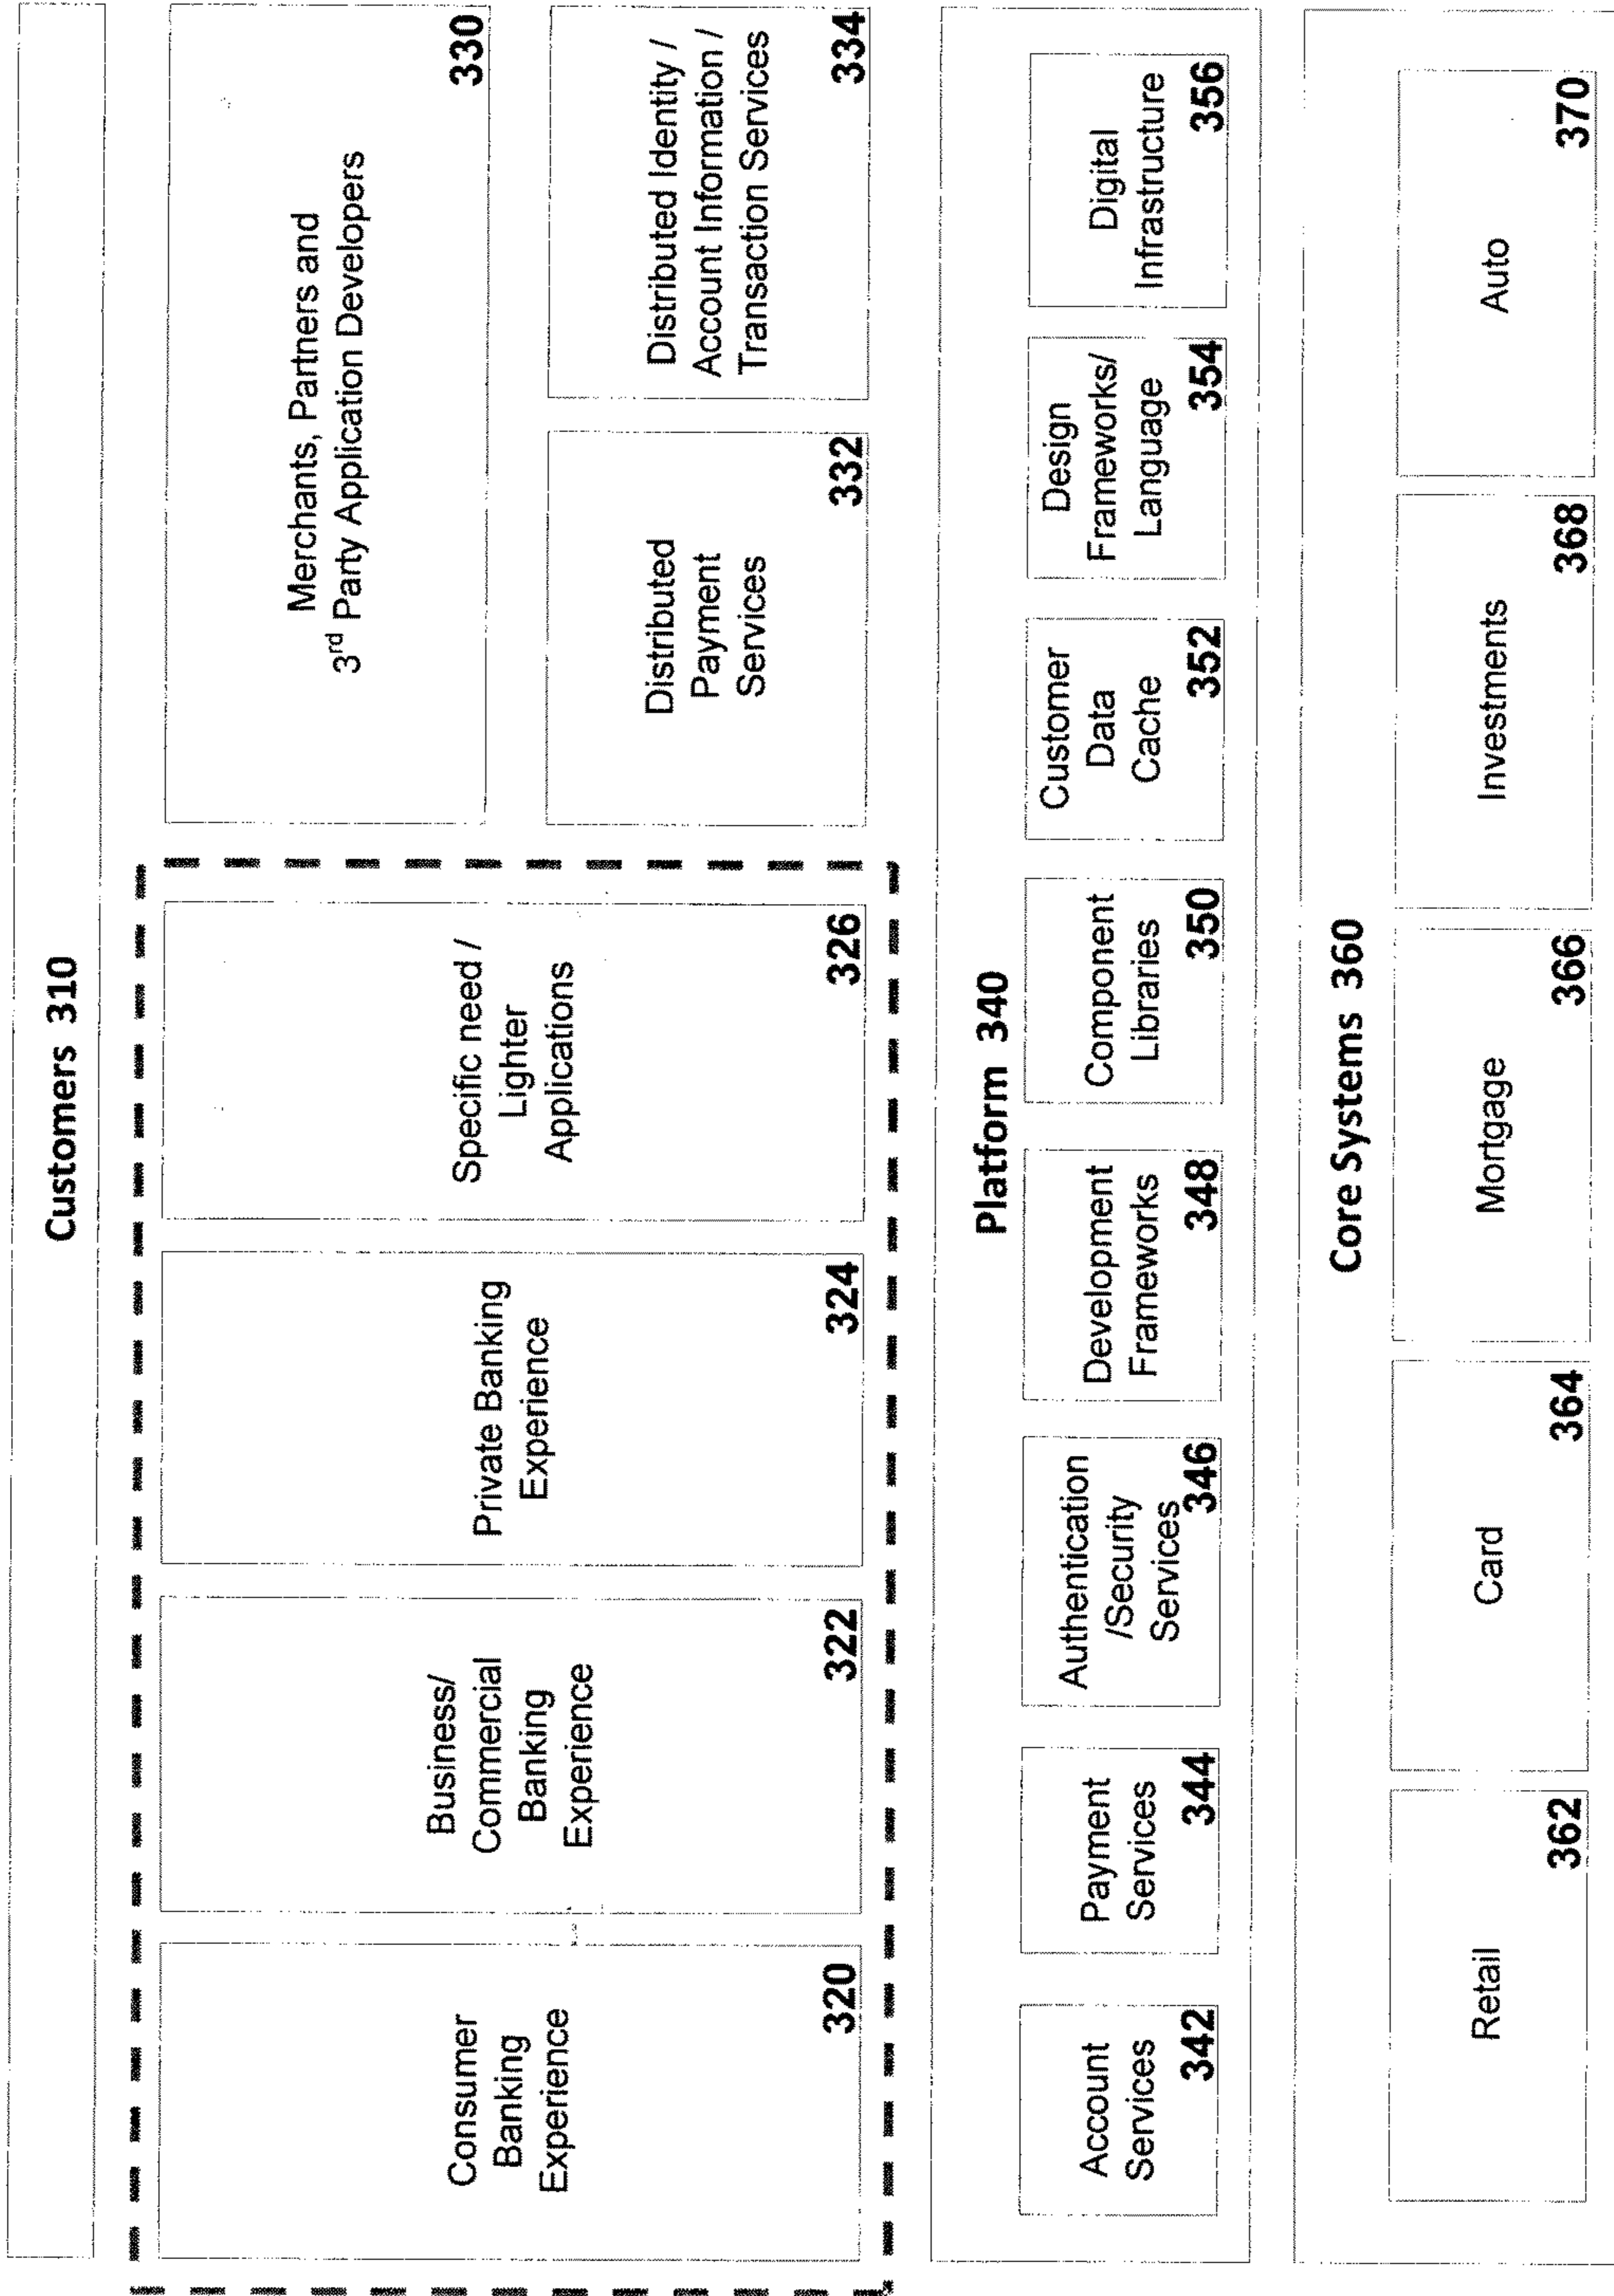 Customers 310
Consumer
Banking
Experience
320
Business/
Commercial
Banking
Experience
322
Private Banking
Experience
324
Specific need /
Lighter
Applications
326
Merchants, Partners and
3rd Party Application Developers
330
Distributed
Payment
Services
332
Distributed Identity /
Account Information /
Transaction Services
334
Platform 340
Account
Services
342
Payment
Services
344
Authentication
/Security
Services
346
Development
Frameworks
348
Component
Libraries
350
Customer
Data
Cache
352
Design
Frameworks/
Language
354
Digital
Infrastructure
356
Core Systems 360
Retail
362
Card
364
Mortgage
366
Investments
368
Auto
370